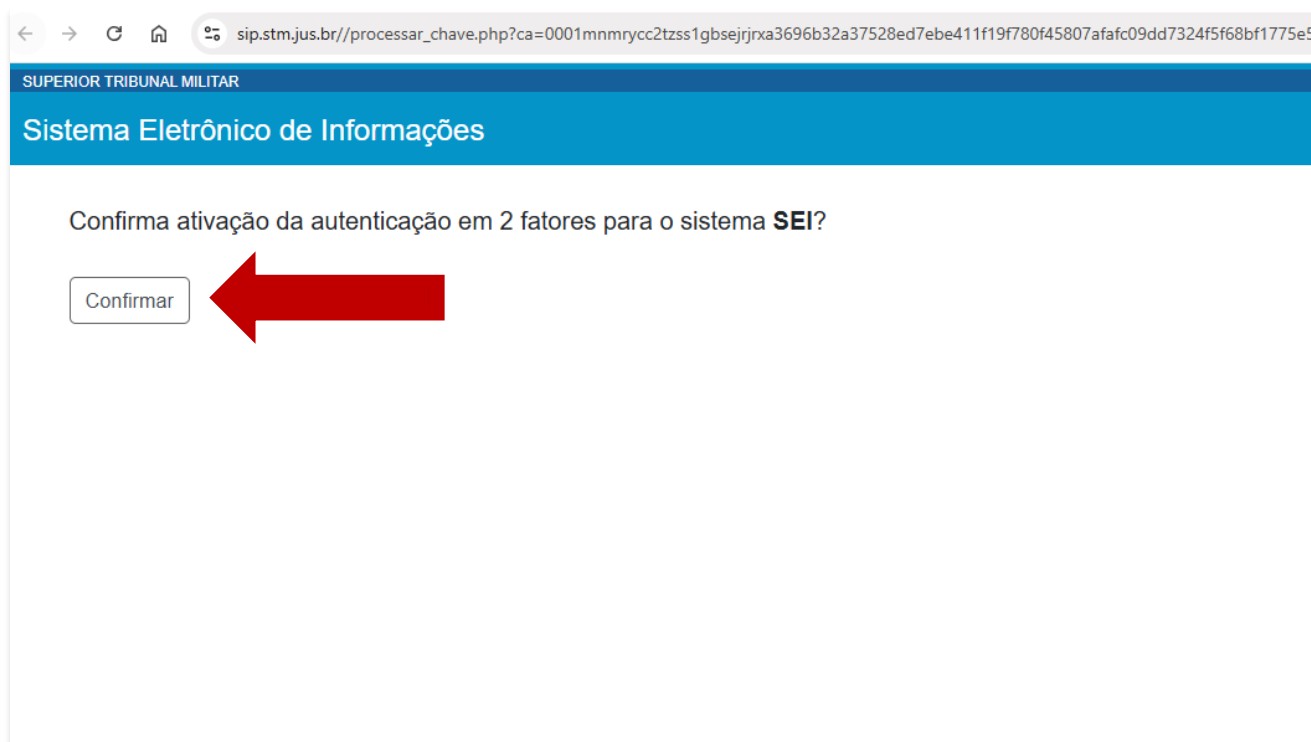 sip.stm.jus.br//processar_chave.php?ca=0001mnmrycc2tzss1gbsejrjrxa3696b32a37528ed7ebe411f19f780f45807afafc09dd7324f5f68bf1775e5
SUPERIOR TRIBUNAL MILITAR
Sistema Eletrônico de Informações
Confirma ativação da autenticação em 2 fatores para o sistema SEI?
Confirmar